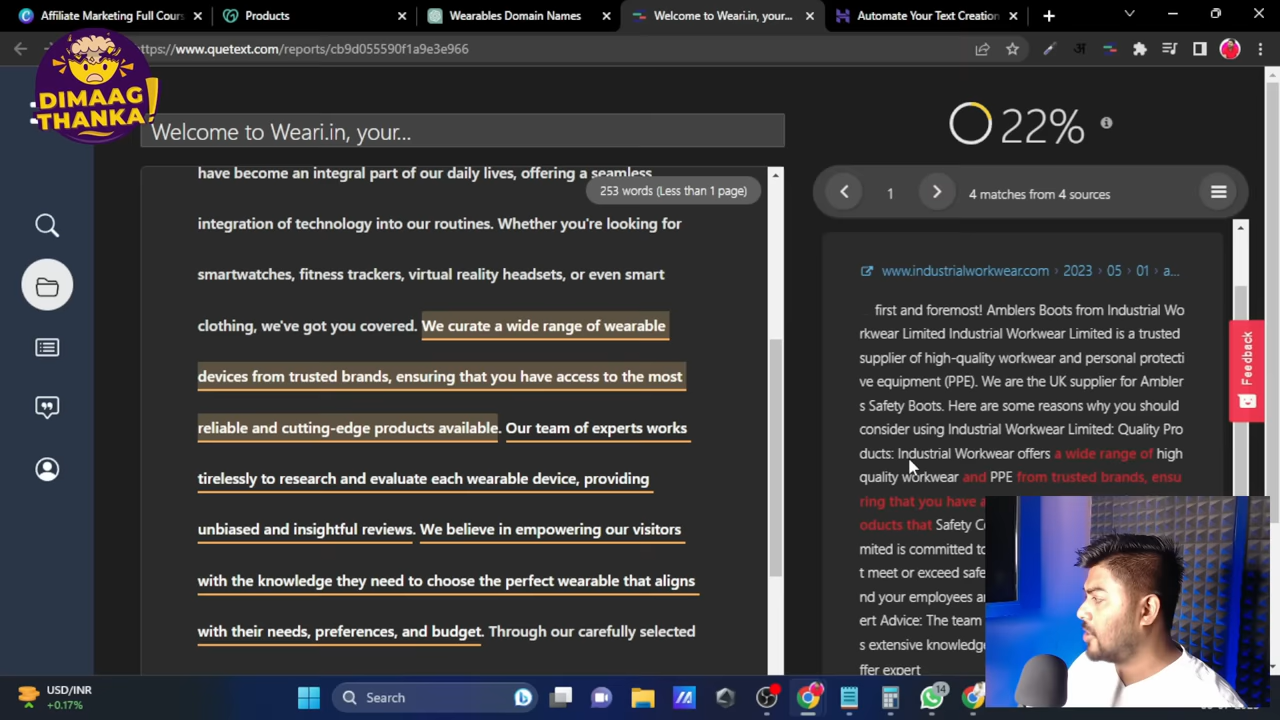 Affiliate Marketing Full Cours
Products
Wearables Domain Names
Welcome to Weari.in, your...
Automate Your Text Creation
ttps://www.quetext.com/reports/cb9d055590f1a9e3e966
DIMAAG
THANKA!
Welcome to Weari.in, your...
22%
have become an integral part of our daily lives, offering a seamless
253 words (Less than 1 page)
integration of technology into our routines. Whether you're looking for
smartwatches, fitness trackers, virtual reality headsets, or even smart
clothing, we've got you covered. We curate a wide range of wearable
devices from trusted brands, ensuring that you have access to the most
reliable and cutting-edge products available. Our team of experts works
tirelessly to research and evaluate each wearable device, providing
unbiased and insightful reviews. We believe in empowering our visitors
with the knowledge they need to choose the perfect wearable that aligns
with their needs, preferences, and budget. Through our carefully selected
1
4 matches from 4 sources
www.industrialworkwear.com › 2023 › 05 › 01 › a...
first and foremost! Amblers Boots from Industrial Wo
rkwear Limited Industrial Workwear Limited is a trusted
supplier of high-quality workwear and personal protecti
ve equipment (PPE). We are the UK supplier for Ambler
s Safety Boots. Here are some reasons why you should
consider using Industrial Workwear Limited: Quality Pro
ducts: Industrial Workwear offers a wide range of high
quality workwear and PPE from trusted brands, ensu
ring that you have a
oducts that Safety C
mited is committed to
t meet or exceed safe
nd your employees a
ert Advice: The team
s extensive knowledg
ffer expert
Feedback
USD/INR
+0.17%
Search
14